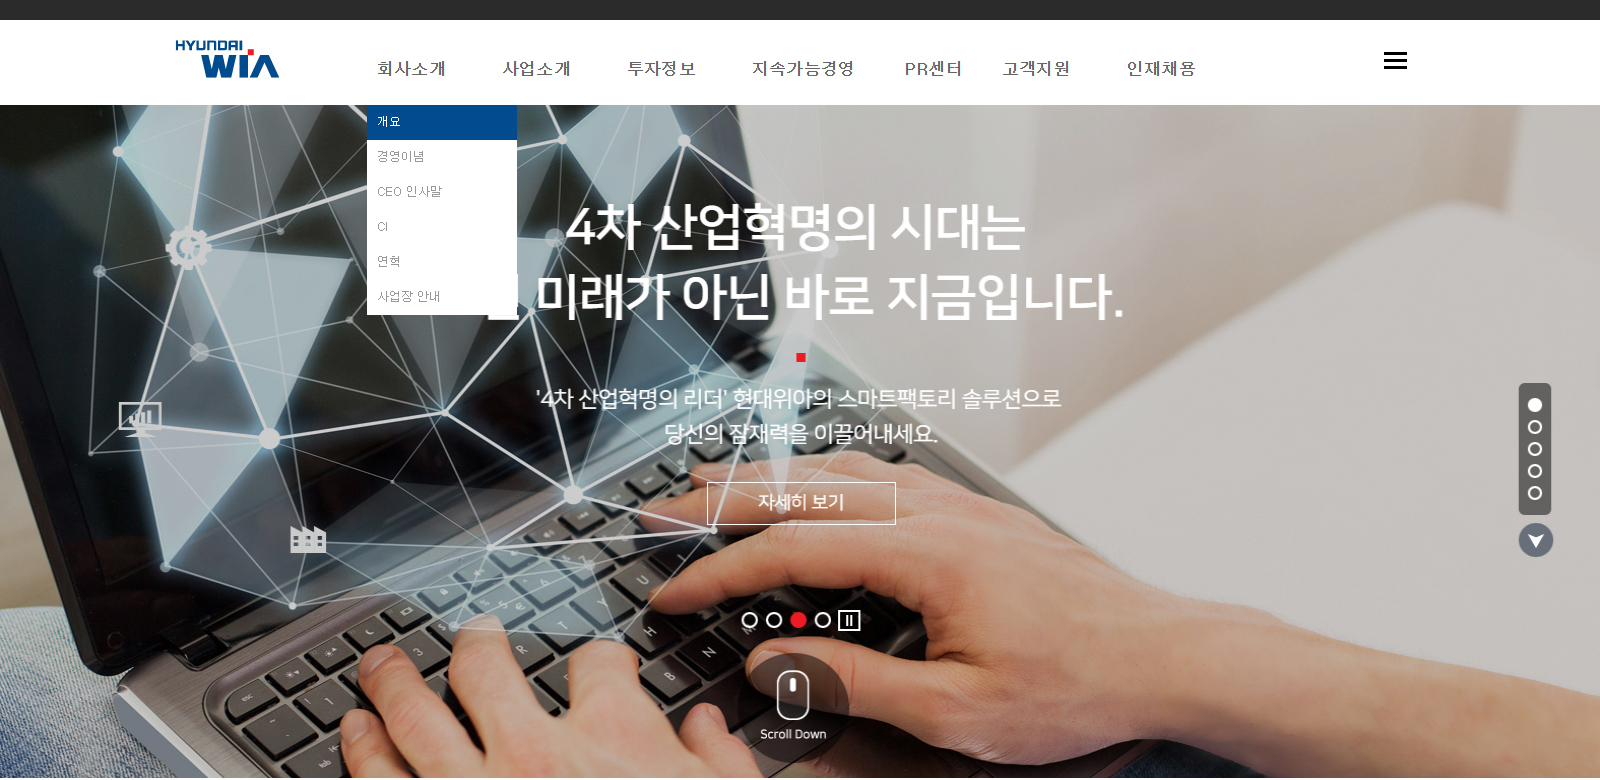 HYUNDAI
WIA
회사소개 사업소개 투자정보 지속가능경영 PR센터 고객지원 인재채용
개요
경영이념
CEO 인사말
CI
연혁
사업장 안내
4차 산업혁명의 시대는
미래가 아닌 바로 지금입니다.
'4차 산업혁명의 리더' 현대위아의 스마트팩토리 솔루션으로
당신의 잠재력을 이끌어내세요.
자세히 보기
Scroll Down